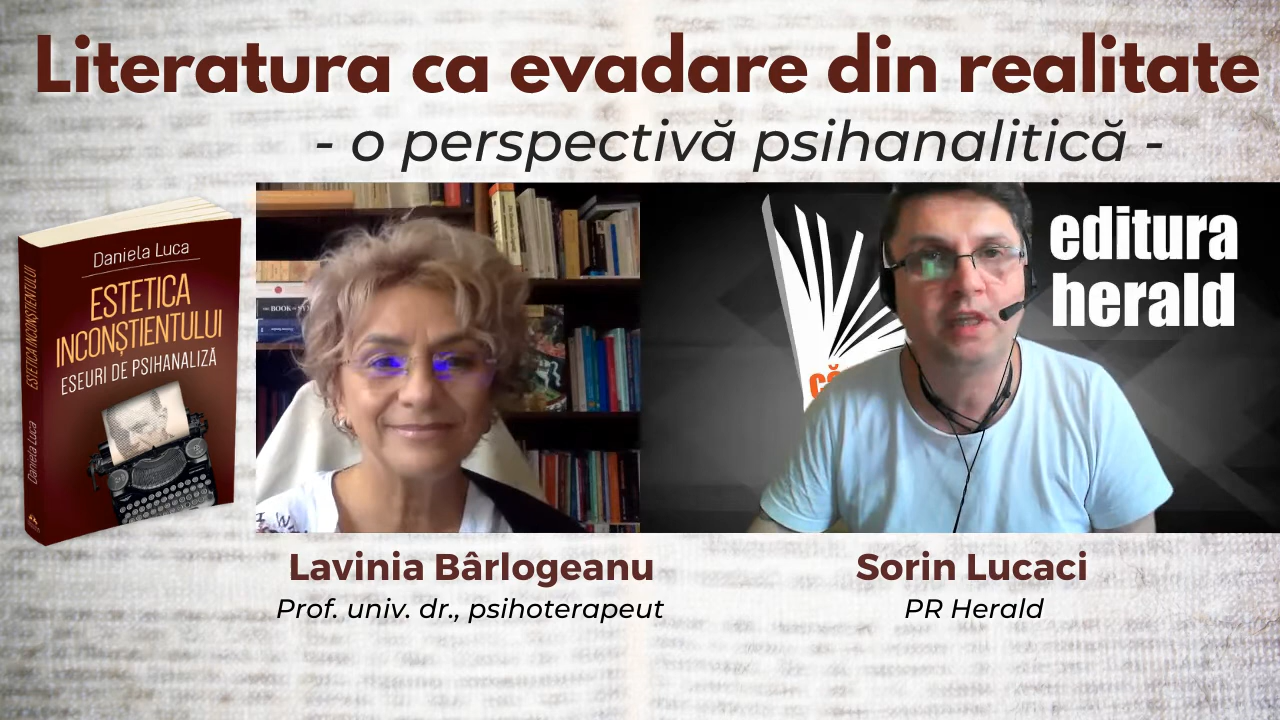 Literatura ca evadare din realitate
- o perspectivă psihanalitică -
Daniela Luca
ESTETICA
INCONȘTIENTULUI
ESEURI DE PSIHANALIZĂ
ESTETICA INCONȘTIENTULUI
Daniela Luca
BOOK
editura
herald
Lavinia Bârlogeanu
Prof. univ. dr., psihoterapeut
Sorin Lucaci
PR Herald